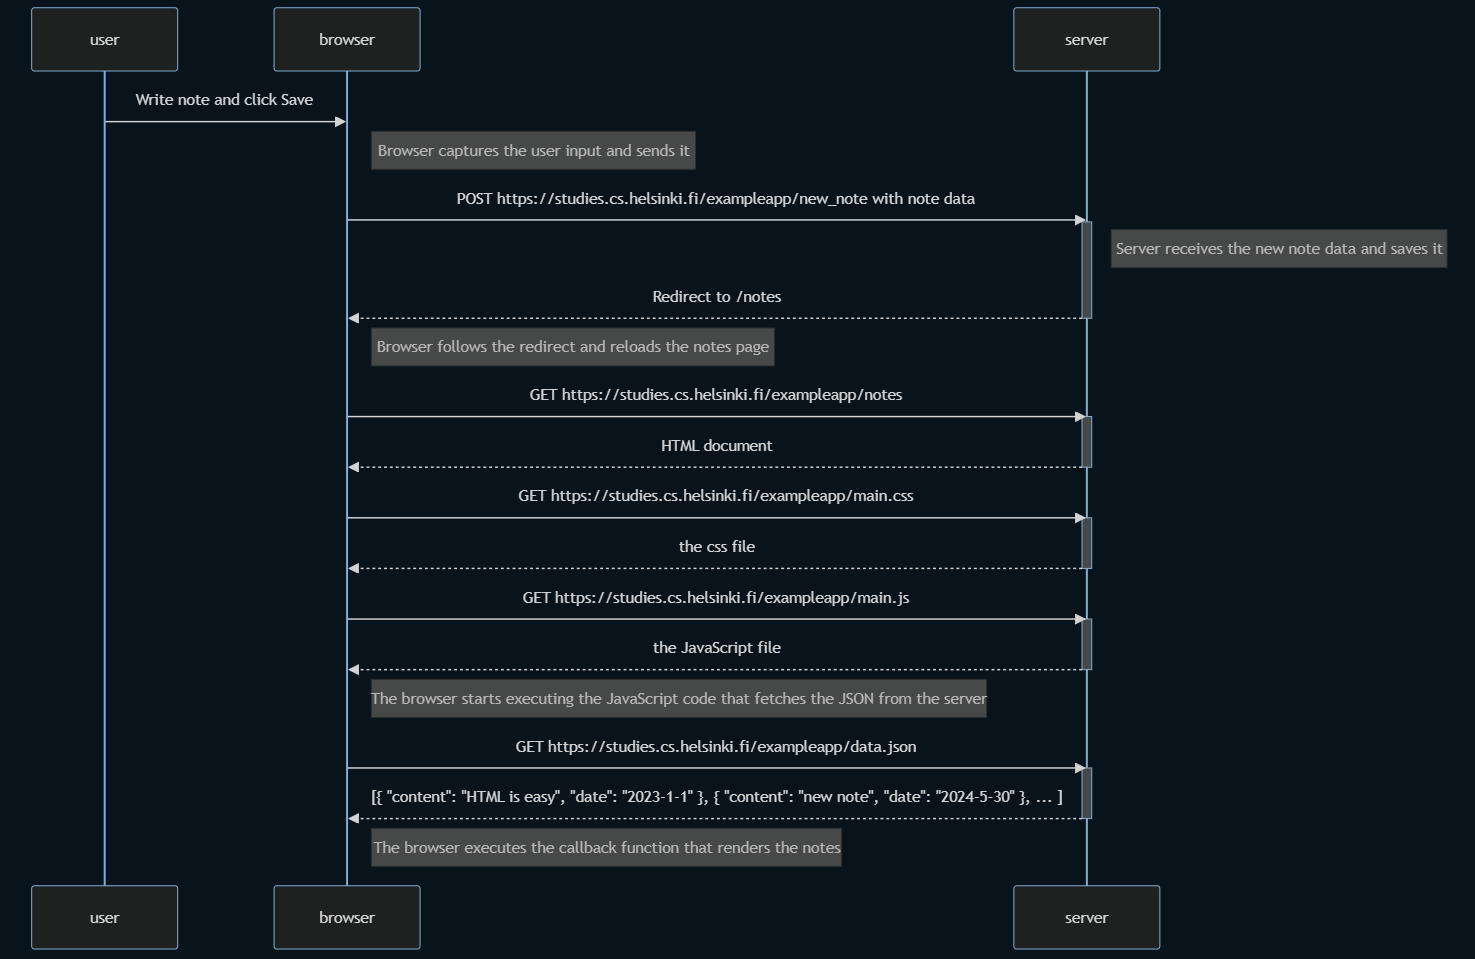 user
browser
server
Write note and click Save
Browser captures the user input and sends it
POST https://studies.cs.helsinki.fi/exampleapp/new_note with note data
Server receives the new note data and saves it
Redirect to /notes
Browser follows the redirect and reloads the notes page
GET https://studies.cs.helsinki.fi/exampleapp/notes
HTML document
GET https://studies.cs.helsinki.fi/exampleapp/main.css
the css file
GET https://studies.cs.helsinki.fi/exampleapp/main.js
the JavaScript file
The browser starts executing the JavaScript code that fetches the JSON from the server
GET https://studies.cs.helsinki.fi/exampleapp/data.json
[{ "content": "HTML is easy", "date": "2023-1-1" }, { "content": "new note", "date": "2024-5-30" }, ... ]
The browser executes the callback function that renders the notes
user
browser
server